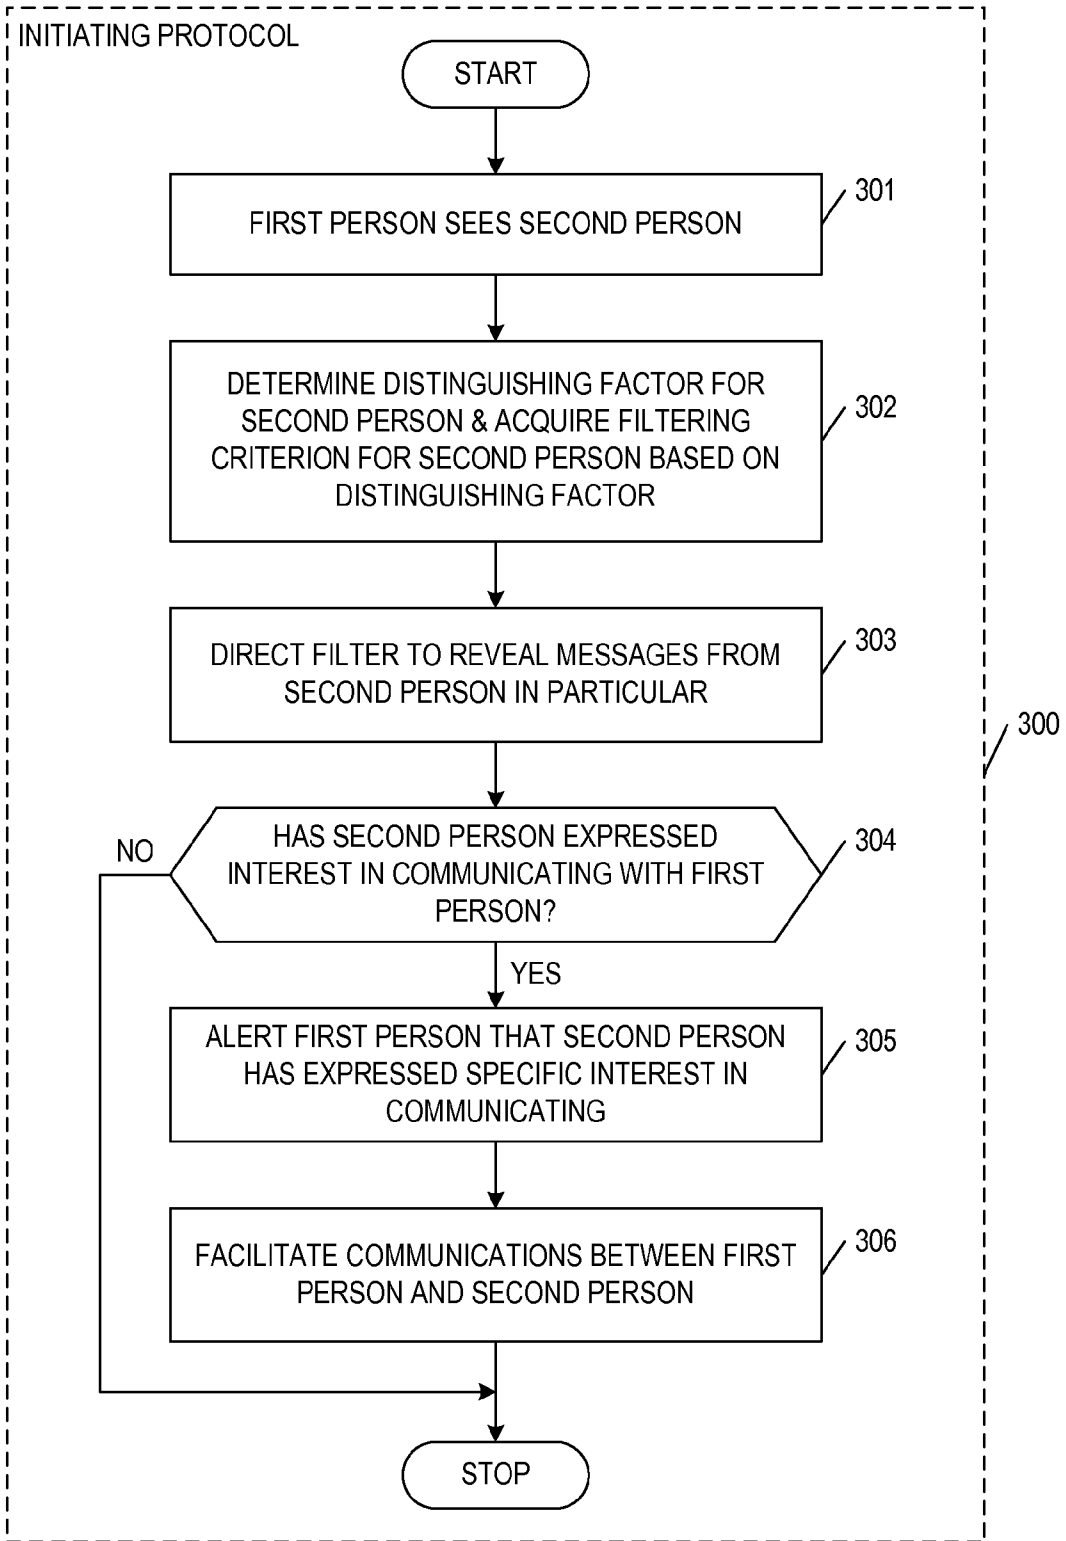 INITIATING PROTOCOL
START
301
FIRST PERSON SEES SECOND PERSON
302
DETERMINE DISTINGUISHING FACTOR FOR
SECOND PERSON & ACQUIRE FILTERING
CRITERION FOR SECOND PERSON BASED ON
DISTINGUISHING FACTOR
303
DIRECT FILTER TO REVEAL MESSAGES FROM
SECOND PERSON IN PARTICULAR
300
304
NO
HAS SECOND PERSON EXPRESSED
INTEREST IN COMMUNICATING WITH FIRST
PERSON?
YES
305
ALERT FIRST PERSON THAT SECOND PERSON
HAS EXPRESSED SPECIFIC INTEREST IN
COMMUNICATING
306
FACILITATE COMMUNICATIONS BETWEEN FIRST
PERSON AND SECOND PERSON
STOP